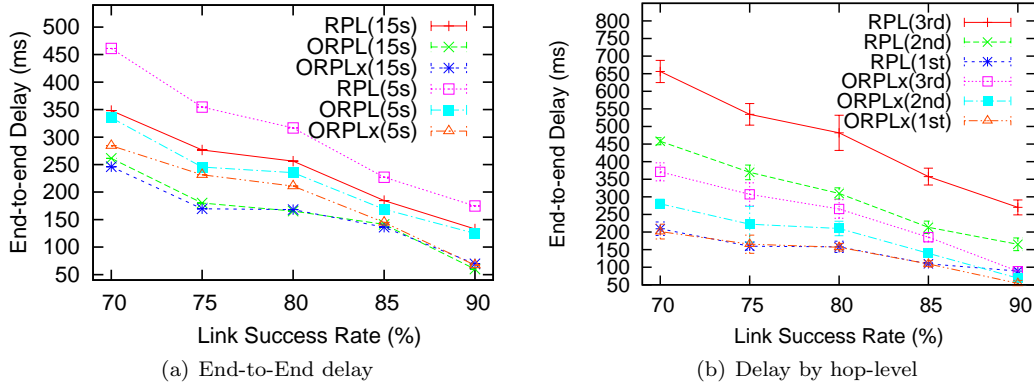 End-to-end Delay (ms)
500
450
400
350
300
250
200
150
100
50
RPL(15s)
ORPL(15s)
ORPLx(15s)
RPL(5s)
ORPL(5s)
ORPLx(5s)
70 75 80 85 90
Link Success Rate (%)
(a) End-to-End delay
End-to-end Delay (ms)
800
750
700
650
600
550
500
450
400
350
300
250
200
150
100
50
RPL(3rd)
RPL(2nd)
RPL(1st)
ORPLx(3rd)
ORPLx(2nd)
ORPLx(1st)
70 75 80 85 90
Link Success Rate (%)
(b) Delay by hop-level